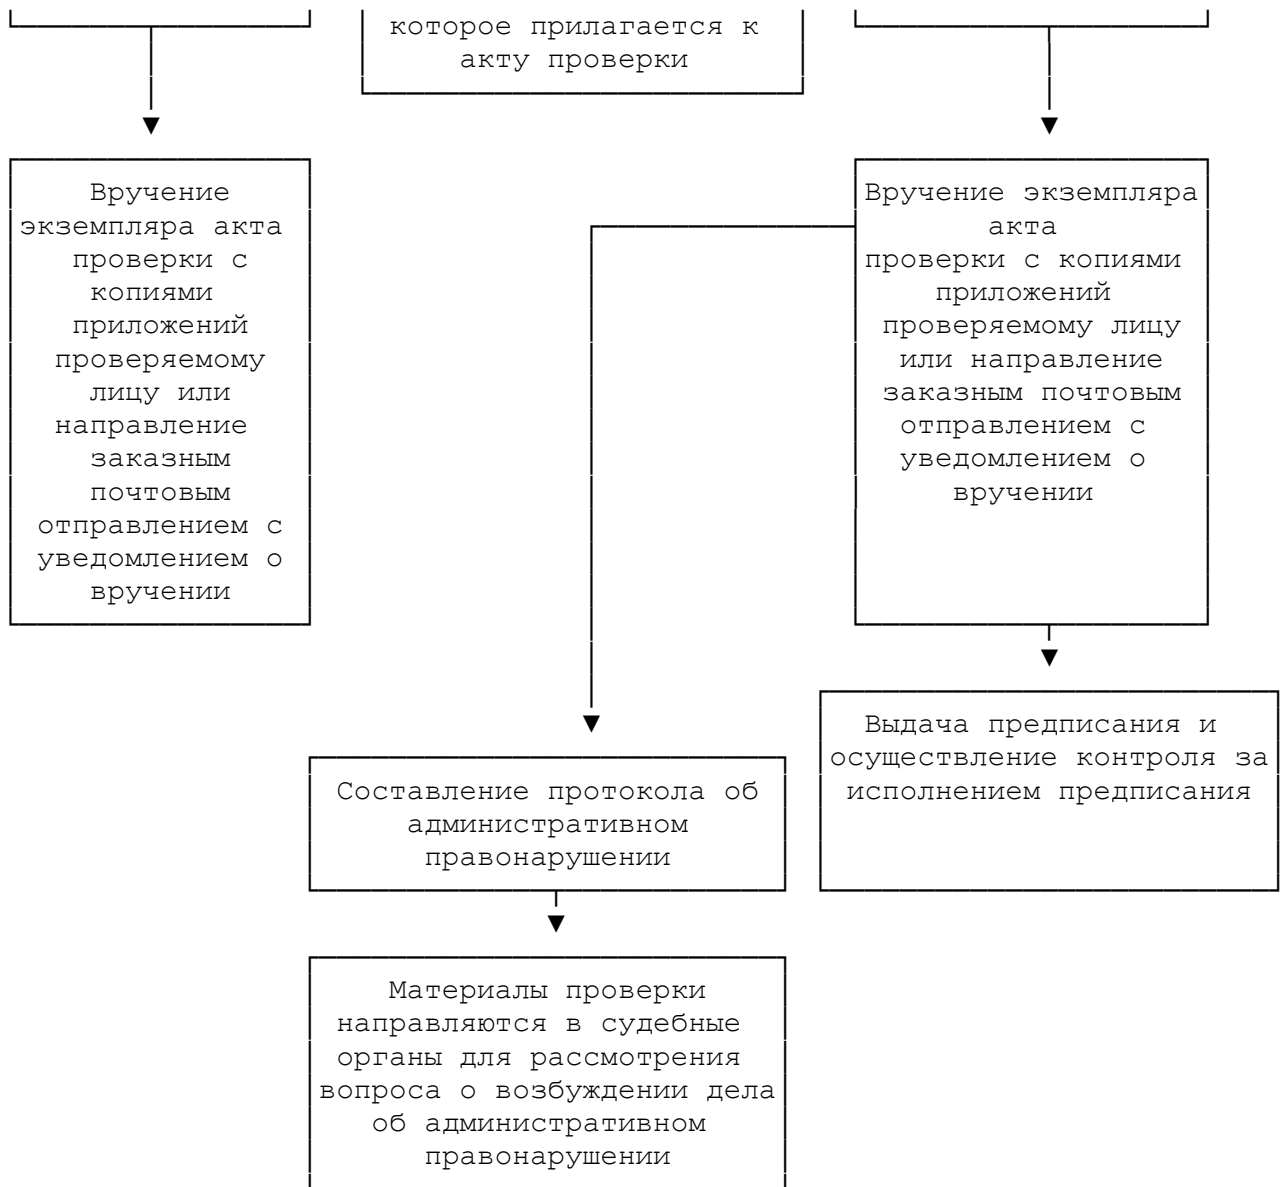 которое прилагается к
акту проверки
Вручение
экземпляра акта
проверки с
копиями
приложений
проверяемому
лицу или
направление
заказным
почтовым
отправлением с
уведомлением о
вручении
Вручение экземпляра
акта
проверки с копиями
приложений
проверяемому лицу
или направление
заказным почтовым
отправлением с
уведомлением о
вручении
Выдача предписания и
осуществление контроля за
исполнением предписания
Составление протокола об
административном
правонарушении
Материалы проверки
направляются в судебные
органы для рассмотрения
вопроса о возбуждении дела
об административном
правонарушении